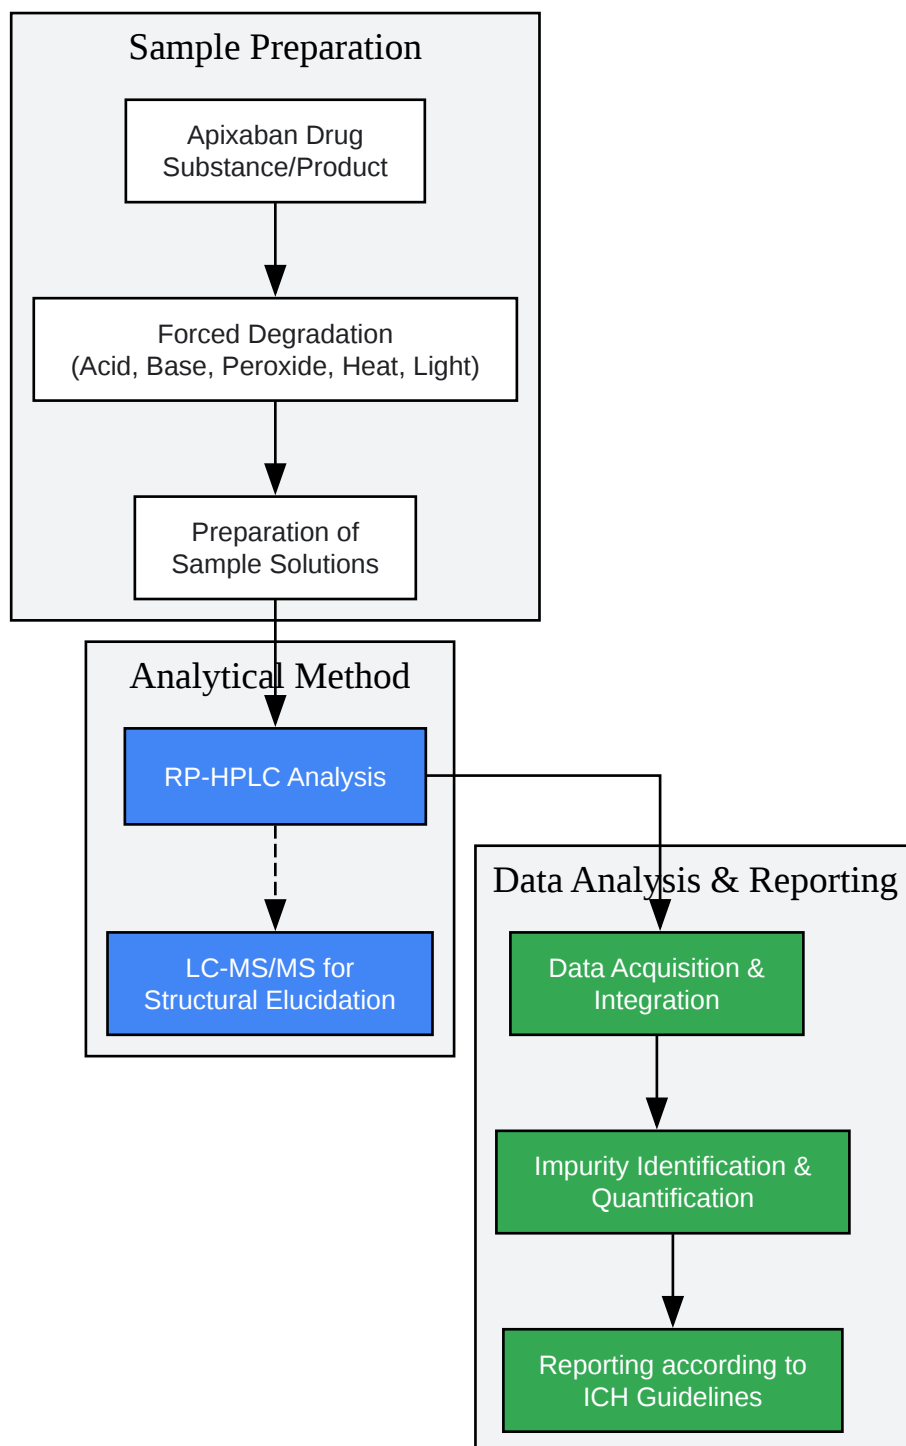 Sample Preparation
Apixaban Drug
Substance/Product
Forced Degradation
(Acid, Base, Peroxide, Heat, Light)
Preparation of
Sample Solutions
Analytical Method
RP-HPLC Analysis
LC-MS/MS for
Structural Elucidation
Data Analysis & Reporting
Data Acquisition &
Integration
Impurity Identification &
Quantification
Reporting according to
ICH Guidelines